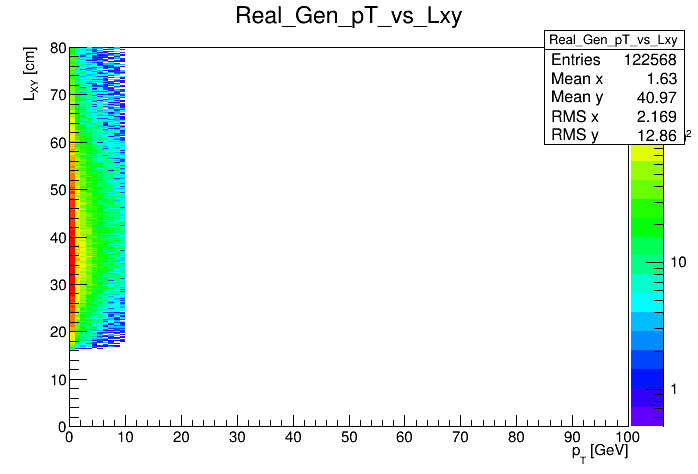 Real_Gen_pT_vs_Lxy
Real_Gen_pT_vs_Lxy
Entries 122568
Mean x 1.63
Mean y 40.97
RMS x 2.169
RMS y 12.86
L_XY [cm]
80
70
60
50
40
30
20
10
0
2
10
1
0 10 20 30 40 50 60 70 80 90 100
p_T [GeV]